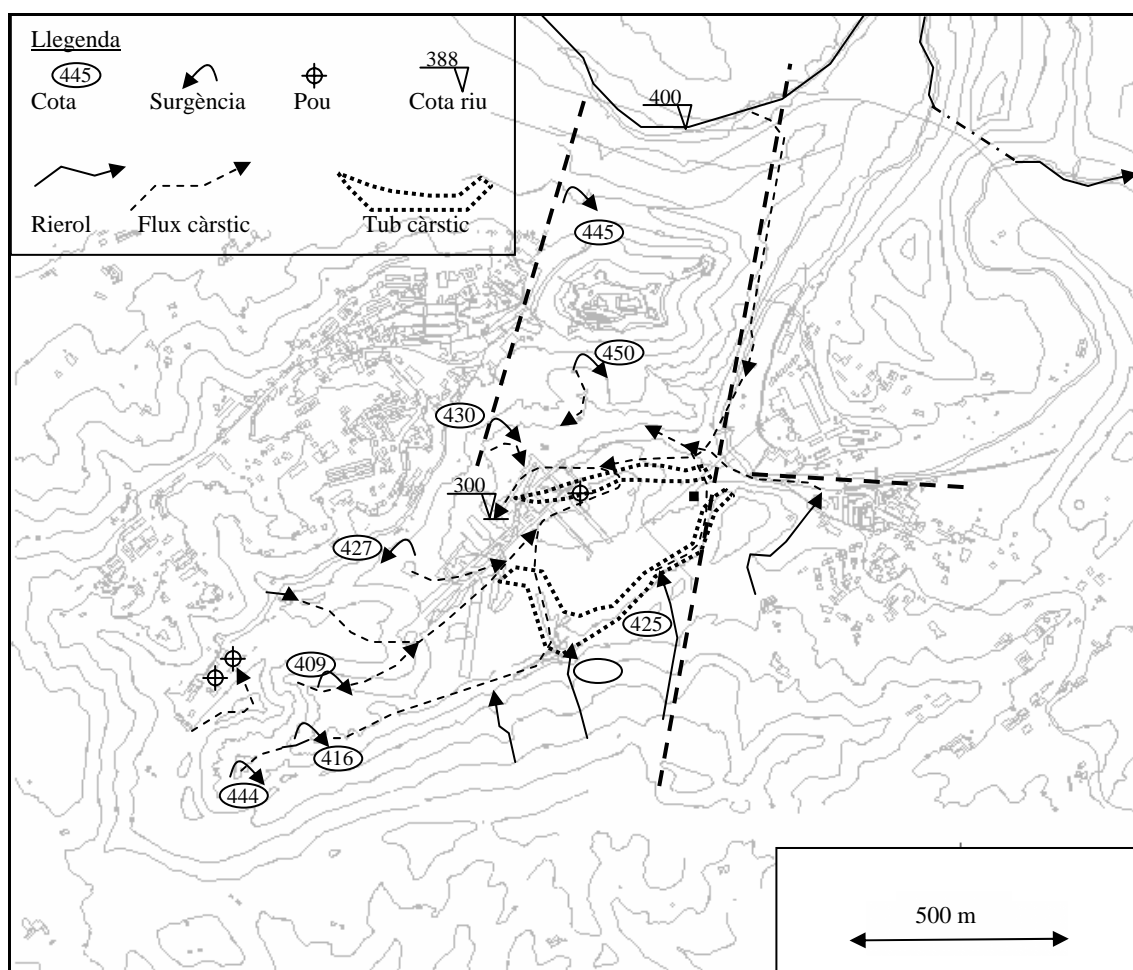 Llegenda
445
388
Cota
Surgència
Pou
Cota riu
Rierol
Flux càrstic
Tub càrstic
400
445
450
430
300
427
425
409
416
444
500 m